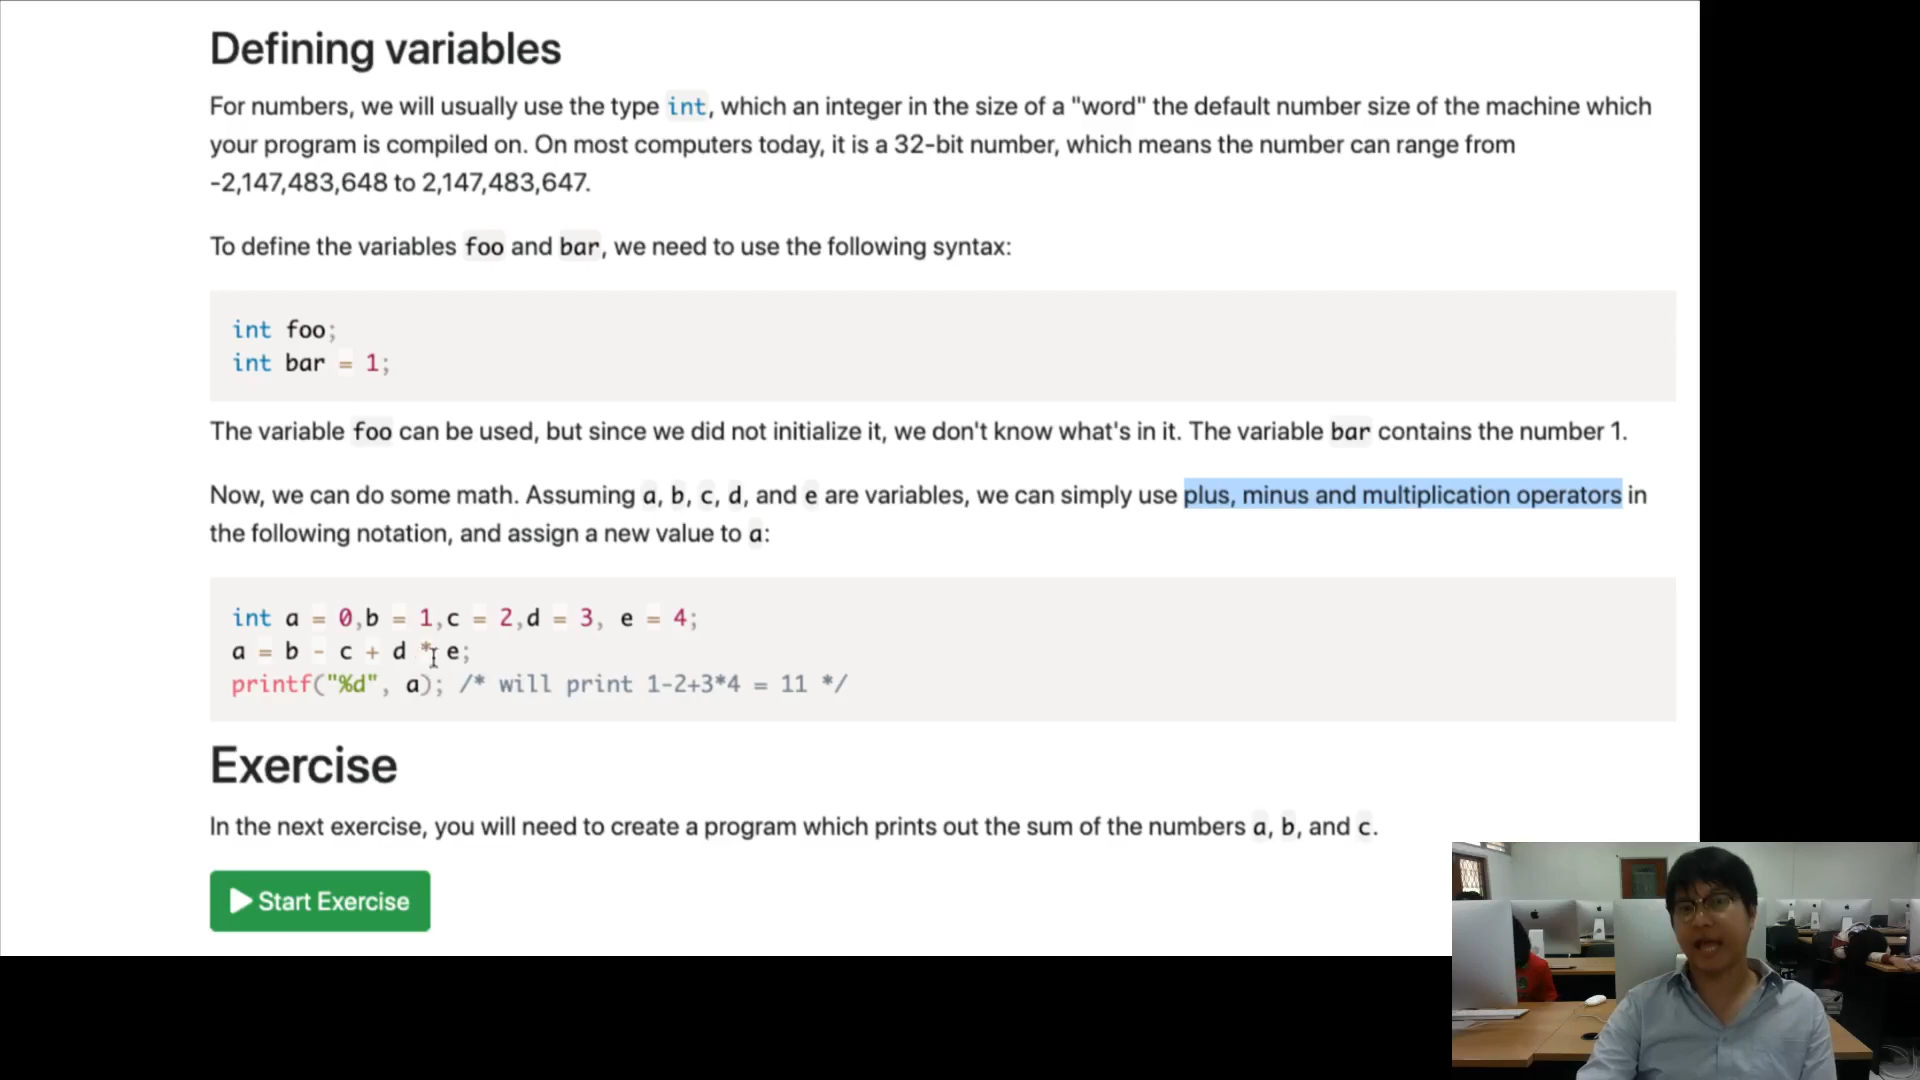 Defining variables
For numbers, we will usually use the type int, which an integer in the size of a "word" the default number size of the machine which
your program is compiled on. On most computers today, it is a 32-bit number, which means the number can range from
-2,147,483,648 to 2,147,483,647.
To define the variables foo and bar, we need to use the following syntax:
int foo;
int bar = 1;
The variable foo can be used, but since we did not initialize it, we don't know what's in it. The variable bar contains the number 1.
Now, we can do some math. Assuming a, b, c, d, and e are variables, we can simply use plus, minus and multiplication operators in
the following notation, and assign a new value to a:
int a = 0,b = 1,c = 2,d = 3, e = 4;
a = b - c + d * e;
printf("%d", a); /* will print 1-2+3*4 = 11 */
Exercise
In the next exercise, you will need to create a program which prints out the sum of the numbers a, b, and c.
Start Exercise